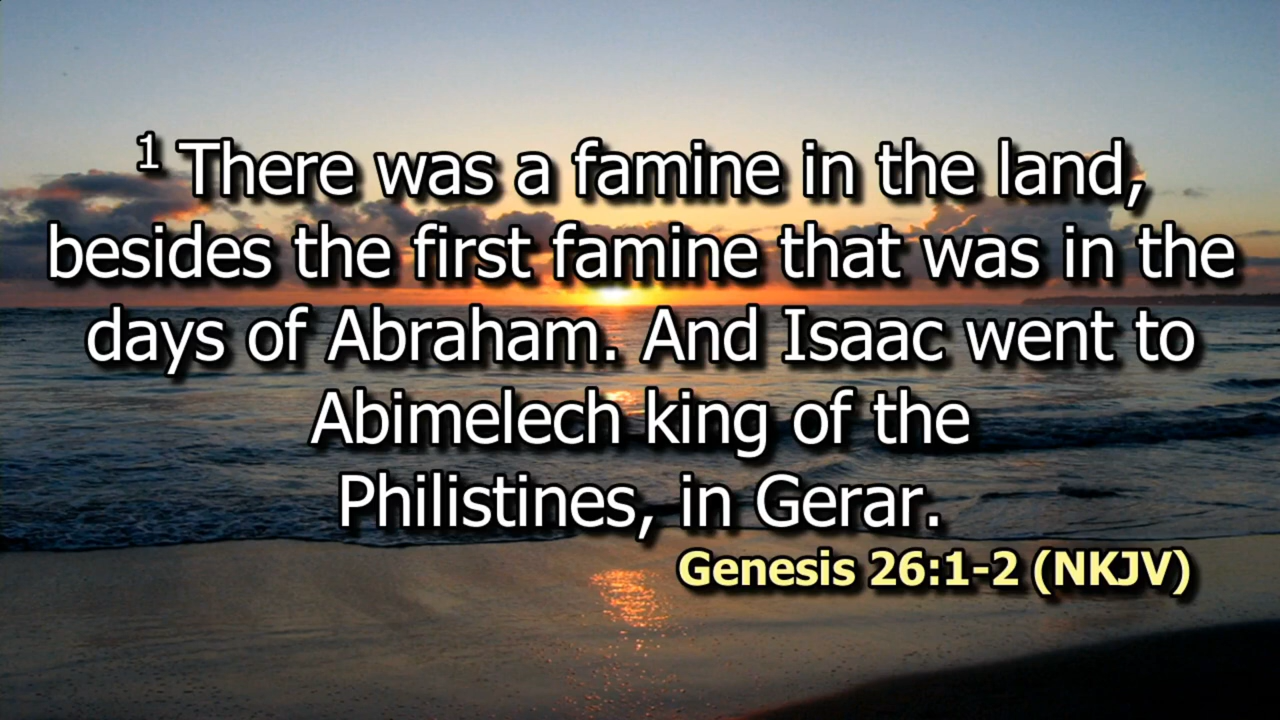 1 There was a famine in the land,
besides the first famine that was in the
days of Abraham. And Isaac went to
Abimelech king of the
Philistines, in Gerar.
Genesis 26:1-2 (NKJV)